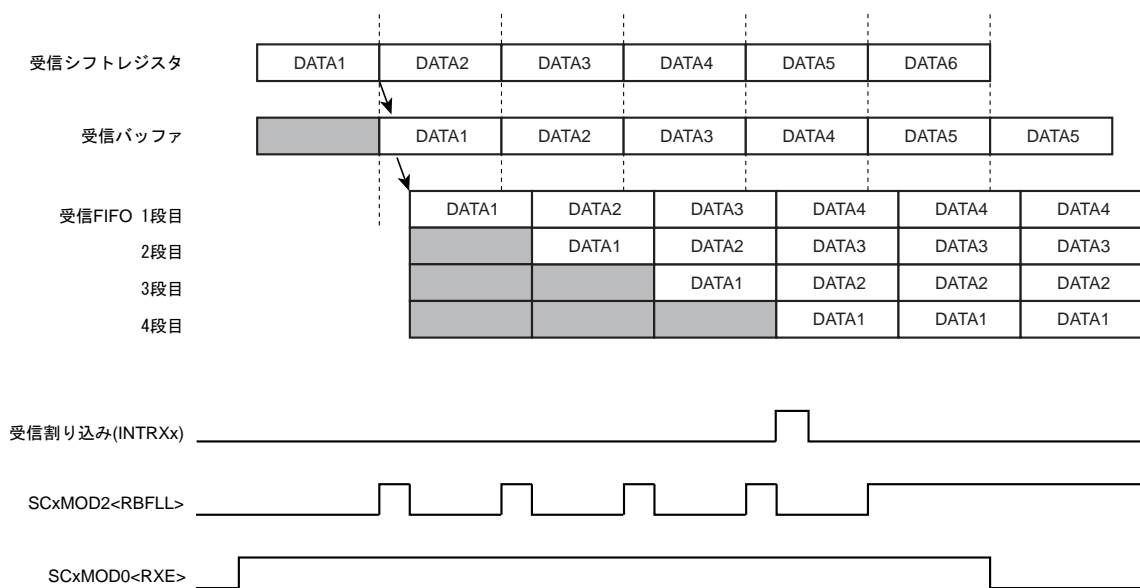 受信シフトレジスタ DATA1 DATA2 DATA3 DATA4 DATA5 DATA6
受信バッファ DATA1 DATA2 DATA3 DATA4 DATA5 DATA5
受信FIFO 1段目 DATA1 DATA2 DATA3 DATA4 DATA4 DATA4
2段目 DATA1 DATA2 DATA3 DATA3 DATA3
3段目 DATA1 DATA2 DATA2 DATA2
4段目 DATA1 DATA1 DATA1
受信割り込み(INTRXx)
SCxMOD2<RBFLL>
SCxMOD0<RXE>